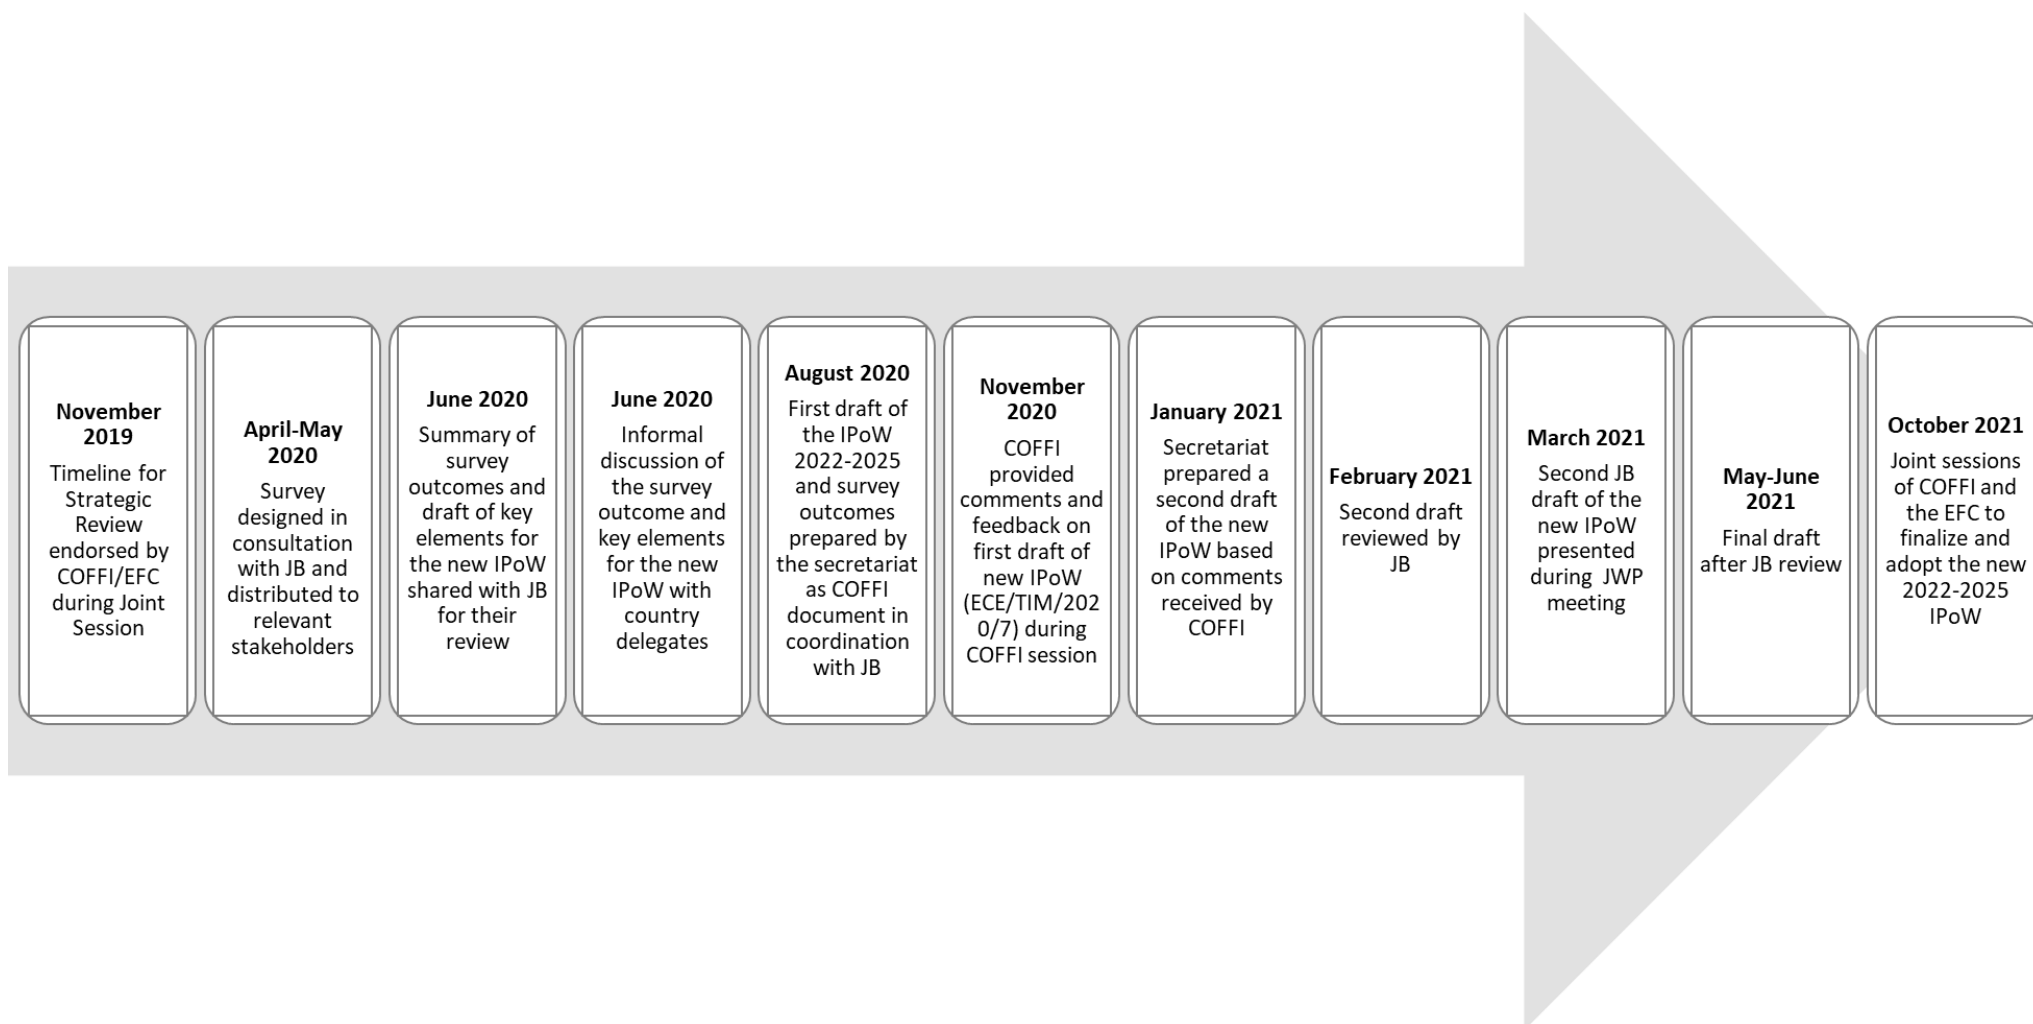 November
2019
Timeline for
Strategic
Review
endorsed by
COFFI/EFC
during Joint
Session
April-May
2020
Survey
designed in
consultation
with JB and
distributed to
relevant
stakeholders
June 2020
Summary of
survey
outcomes and
draft of key
elements for
the new IPoW
shared with JB
for their
review
June 2020
Informal
discussion of
the survey
outcome and
key elements
for the new
IPoW with
country
delegates
August 2020
First draft of
the IPoW
2022-2025
and survey
outcomes
prepared by
the secretariat
as COFFI
document in
coordination
with JB
November
2020
COFFI
provided
comments and
feedback on
first draft of
new IPoW
(ECE/TIM/202
0/7) during
COFFI session
January 2021
Secretariat
prepared a
second draft
of the new
IPoW based
on comments
received by
COFFI
February 2021
Second draft
reviewed by
JB
March 2021
Second JB
draft of the
new IPoW
presented
during JWP
meeting
May-June
2021
Final draft
after JB review
October 2021
Joint sessions
of COFFI and
the EFC to
finalize and
adopt the new
2022-2025
IPoW